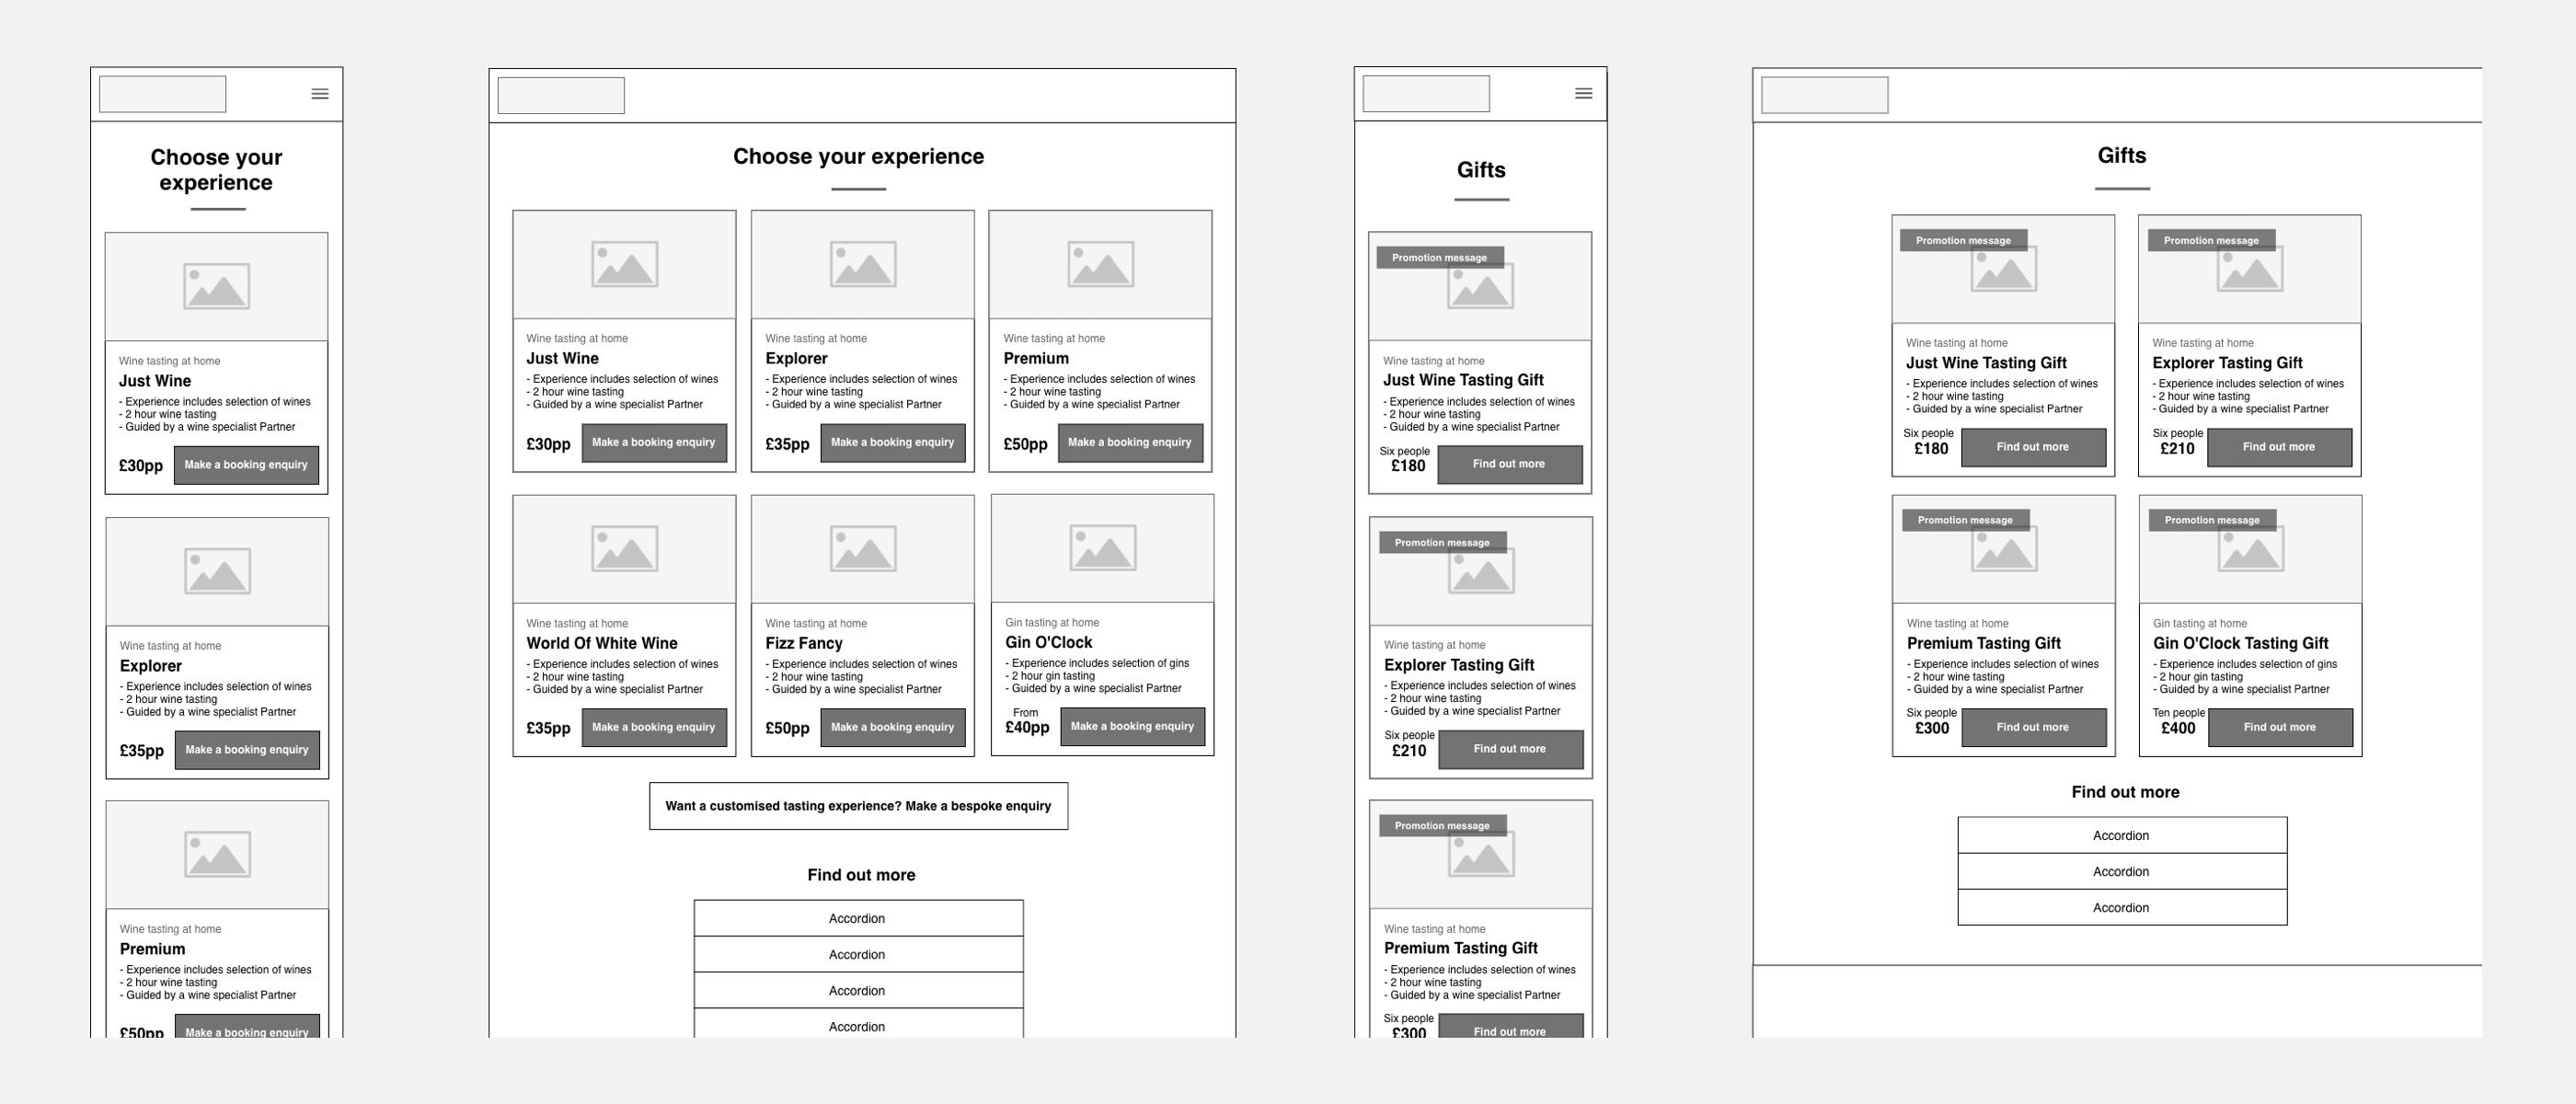 Choose your
experience
Wine tasting at home
Just Wine
- Experience includes selection of wines
- 2 hour wine tasting
- Guided by a wine specialist Partner
£30pp Make a booking enquiry
Wine tasting at home
Explorer
- Experience includes selection of wines
- 2 hour wine tasting
- Guided by a wine specialist Partner
£35pp Make a booking enquiry
Wine tasting at home
Premium
- Experience includes selection of wines
- 2 hour wine tasting
- Guided by a wine specialist Partner
£50pp Make a booking enquiry
Choose your experience
Wine tasting at home
Just Wine
- Experience includes selection of wines
- 2 hour wine tasting
- Guided by a wine specialist Partner
£30pp Make a booking enquiry
Wine tasting at home
Explorer
- Experience includes selection of wines
- 2 hour wine tasting
- Guided by a wine specialist Partner
£35pp Make a booking enquiry
Wine tasting at home
Premium
- Experience includes selection of wines
- 2 hour wine tasting
- Guided by a wine specialist Partner
£50pp Make a booking enquiry
Wine tasting at home
World Of White Wine
- Experience includes selection of wines
- 2 hour wine tasting
- Guided by a wine specialist Partner
£35pp Make a booking enquiry
Wine tasting at home
Fizz Fancy
- Experience includes selection of wines
- 2 hour wine tasting
- Guided by a wine specialist Partner
£50pp Make a booking enquiry
Gin tasting at home
Gin O'Clock
- Experience includes selection of gins
- 2 hour gin tasting
- Guided by a wine specialist Partner
From
£40pp Make a booking enquiry
Want a customised tasting experience? Make a bespoke enquiry
Find out more
Accordion
Accordion
Accordion
Accordion
Gifts
Promotion message
Wine tasting at home
Just Wine Tasting Gift
- Experience includes selection of wines
- 2 hour wine tasting
- Guided by a wine specialist Partner
Six people
£180 Find out more
Promotion message
Wine tasting at home
Explorer Tasting Gift
- Experience includes selection of wines
- 2 hour wine tasting
- Guided by a wine specialist Partner
Six people
£210 Find out more
Promotion message
Wine tasting at home
Premium Tasting Gift
- Experience includes selection of wines
- 2 hour wine tasting
- Guided by a wine specialist Partner
Six people
£300 Find out more
Gifts
Promotion message
Wine tasting at home
Just Wine Tasting Gift
- Experience includes selection of wines
- 2 hour wine tasting
- Guided by a wine specialist Partner
Six people
£180 Find out more
Promotion message
Wine tasting at home
Explorer Tasting Gift
- Experience includes selection of wines
- 2 hour wine tasting
- Guided by a wine specialist Partner
Six people
£210 Find out more
Promotion message
Wine tasting at home
Premium Tasting Gift
- Experience includes selection of wines
- 2 hour wine tasting
- Guided by a wine specialist Partner
Six people
£300 Find out more
Promotion message
Gin tasting at home
Gin O'Clock Tasting Gift
- Experience includes selection of gins
- 2 hour gin tasting
- Guided by a wine specialist Partner
Ten people
£400 Find out more
Find out more
Accordion
Accordion
Accordion